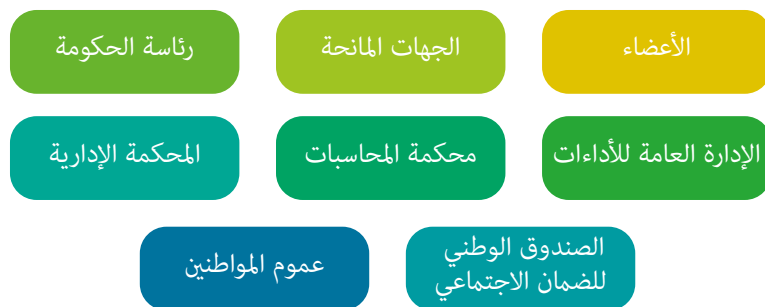 الأعضاء
الجهات المانحة
رئاسة الحكومة
الإدارة العامة للأداءات
محكمة المحاسبات
المحكمة الإدارية
الصندوق الوطني
للضمان الاجتماعي
عموم المواطنين